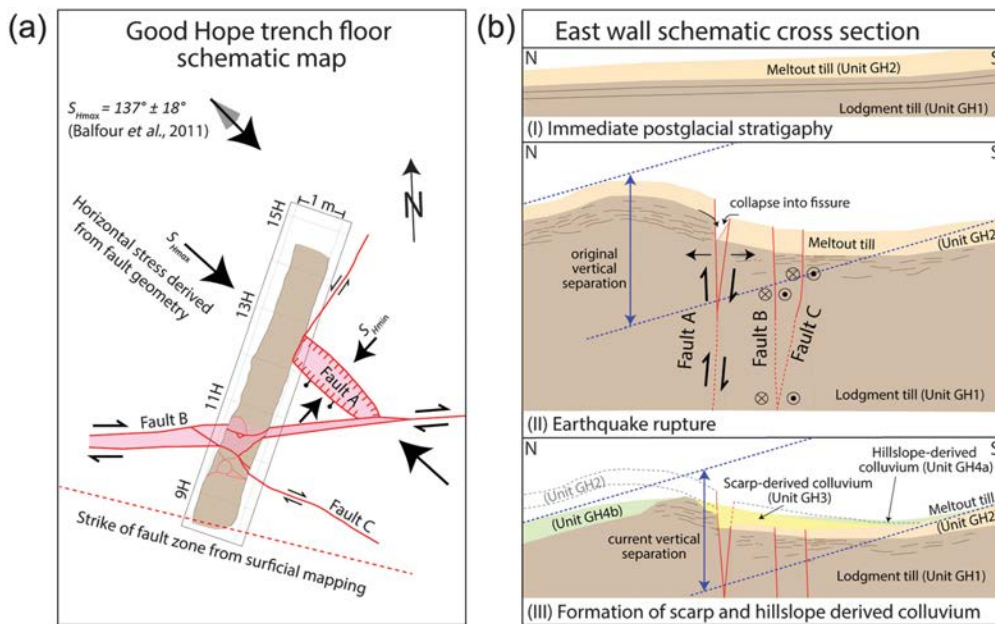 (a)
Good Hope trench floor
schematic map
SHmax = 137° ± 18°
(Balfour et al., 2011)
N
1 m
15H
13H
11H
9H
Horizontal stress derived
from fault geometry
SHmax
SHmin
Fault A
Fault B
Fault C
Strike of fault zone from surficial mapping
(b)
East wall schematic cross section
N
S
Meltout till (Unit GH2)
Lodgment till (Unit GH1)
(I) Immediate postglacial stratigaphy
N
S
collapse into fissure
Meltout till
(Unit GH2)
original
vertical
separation
Fault A
Fault B
Fault C
Lodgment till (Unit GH1)
(II) Earthquake rupture
N
S
Hillslope-derived
colluvium (Unit GH4a)
Scarp-derived colluvium
(Unit GH3)
(Unit GH2)
(Unit GH4b)
Meltout till
(Unit GH2)
current vertical
separation
Lodgment till (Unit GH1)
(III) Formation of scarp and hillslope derived colluvium